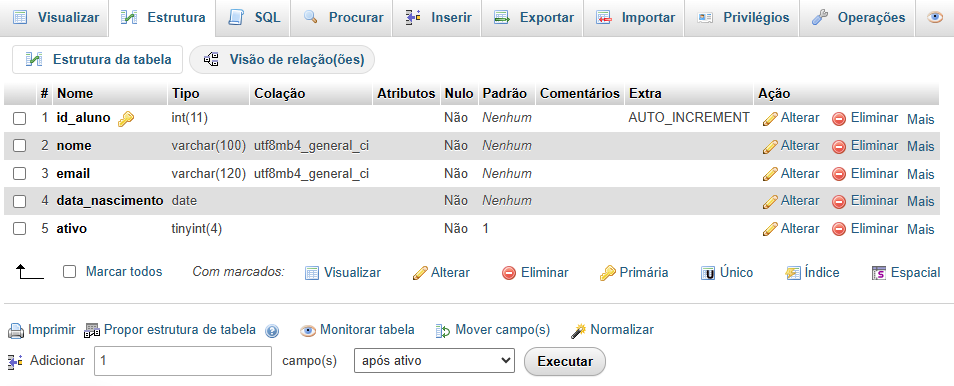 Visualizar Estrutura SQL Procurar Inserir Exportar Importar Privilégios Operações
Estrutura da tabela Visão de relação(ões)
# Nome Tipo Colação Atributos Nulo Padrão Comentários Extra Ação
1 id_aluno int(11) Não Nenhum AUTO_INCREMENT Alterar Eliminar Mais
2 nome varchar(100) utf8mb4_general_ci Não Nenhum Alterar Eliminar Mais
3 email varchar(120) utf8mb4_general_ci Não Nenhum Alterar Eliminar Mais
4 data_nascimento date Não Nenhum Alterar Eliminar Mais
5 ativo tinyint(4) Não 1 Alterar Eliminar Mais
Marcar todos Com marcados: Visualizar Alterar Eliminar Primária Único Índice Espacial
Imprimir Propor estrutura de tabela Monitorar tabela Mover campo(s) Normalizar
Adicionar 1 campo(s) após ativo Executar